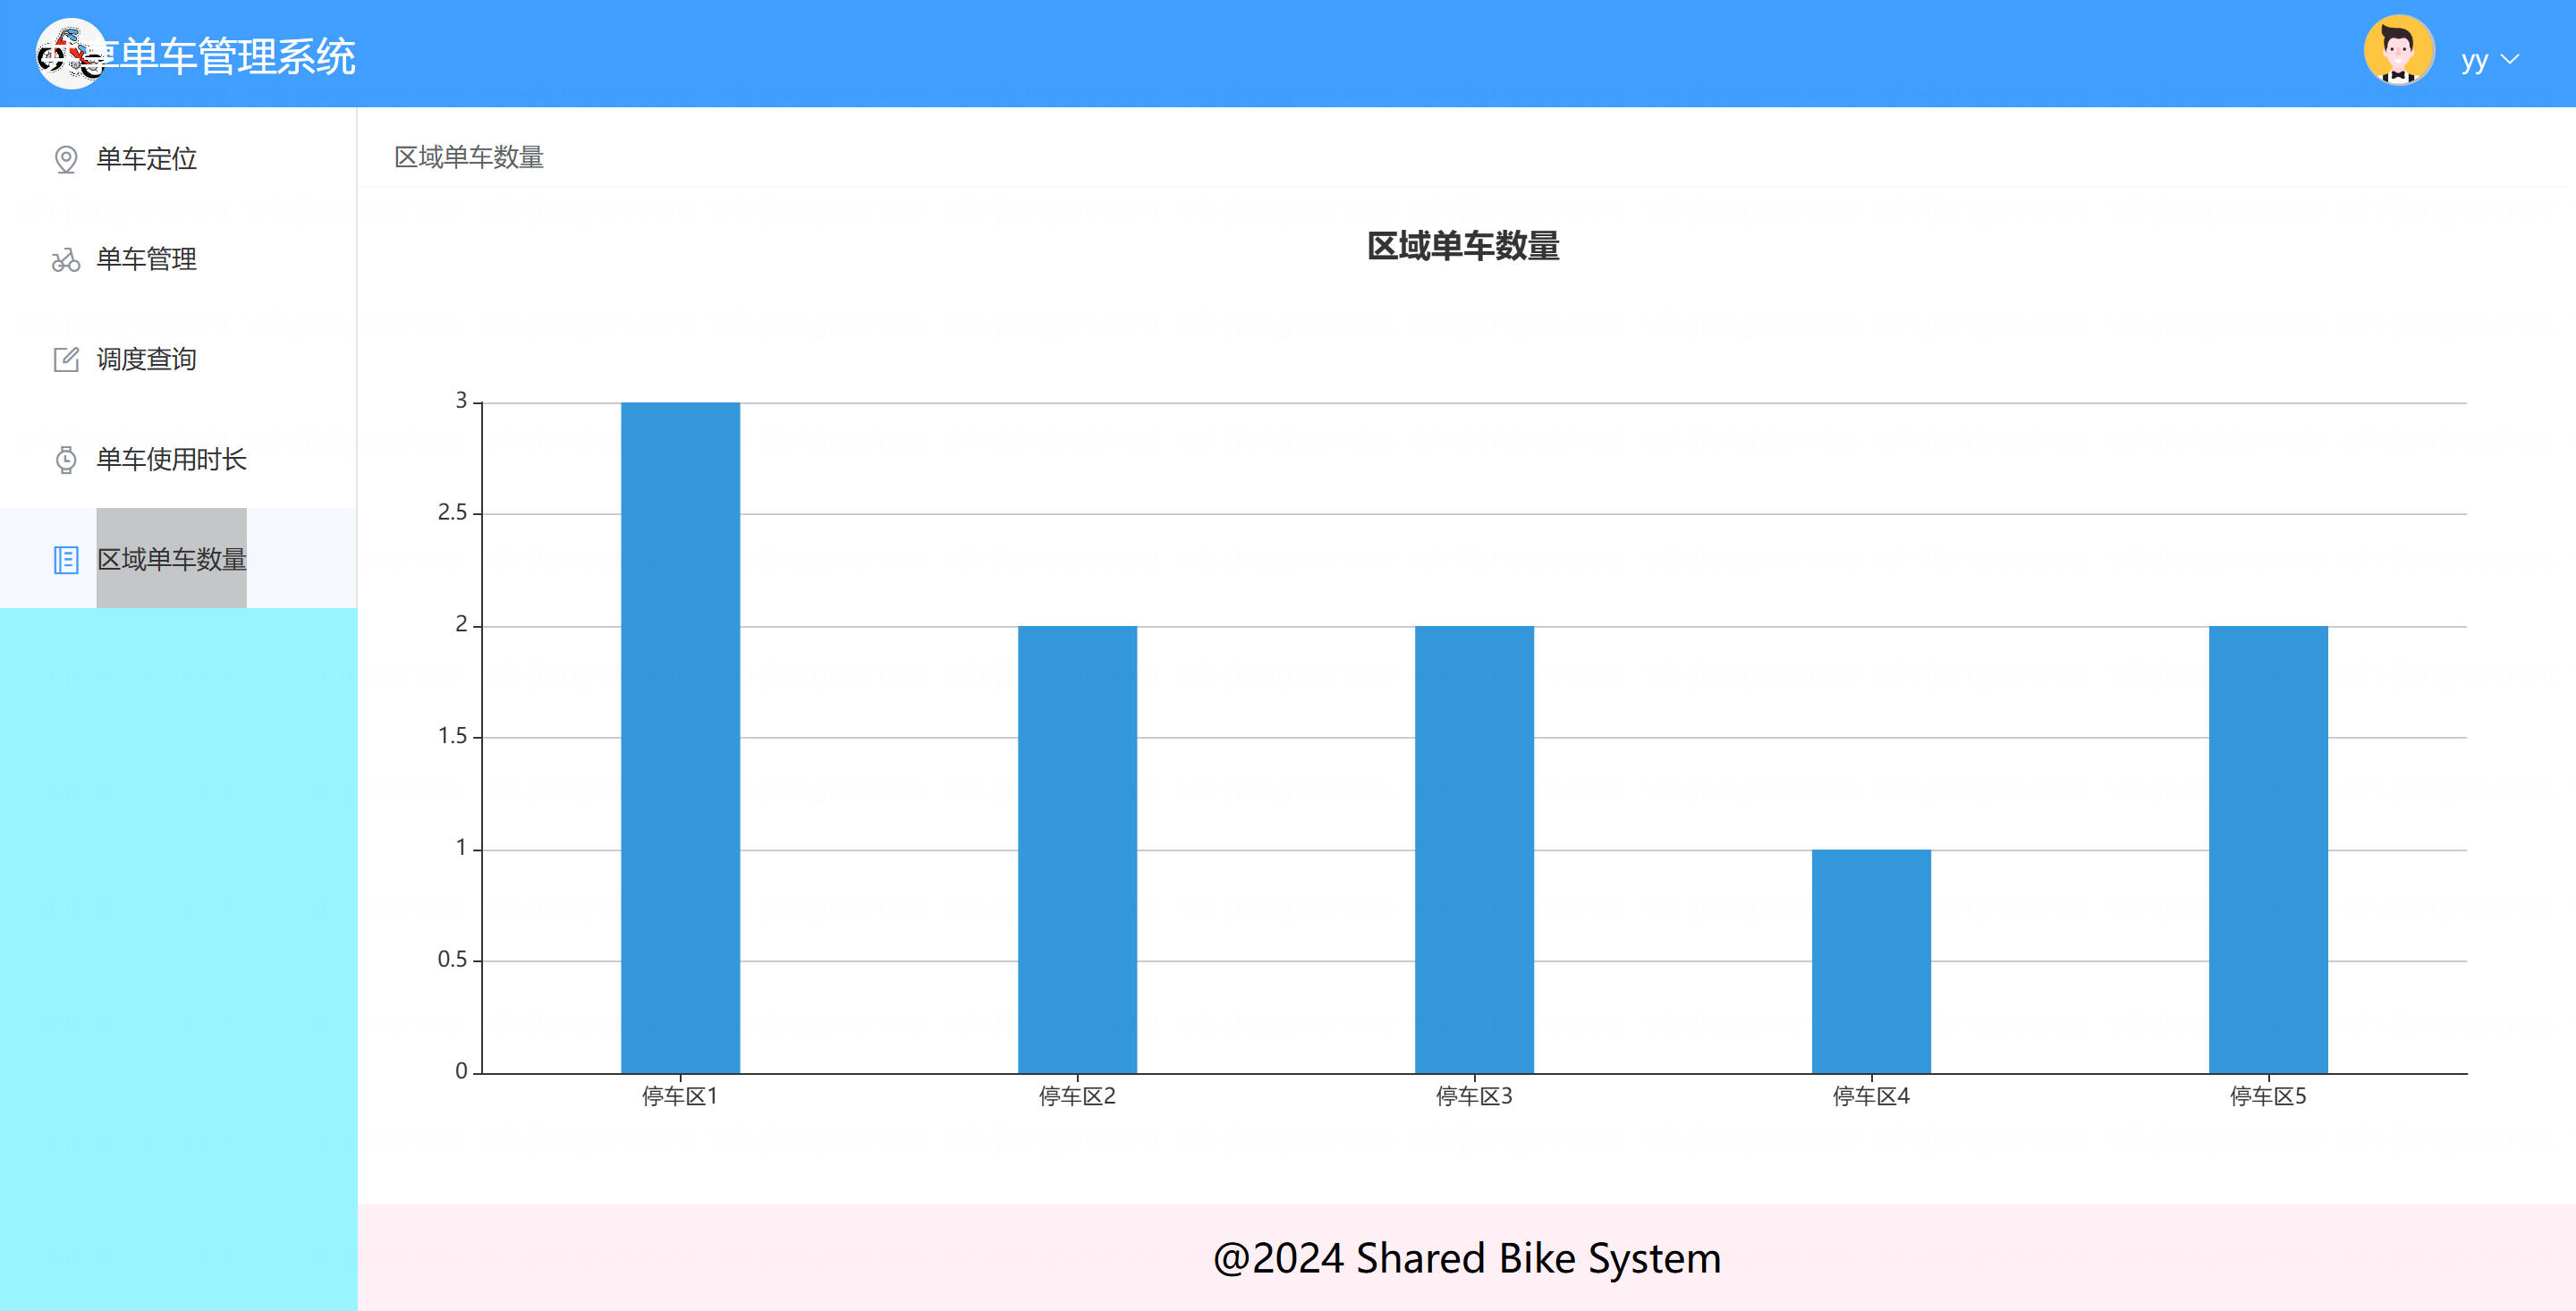 享单车管理系统
yy
单车定位
单车管理
调度查询
单车使用时长
区域单车数量
区域单车数量
区域单车数量
3
2.5
2
1.5
1
0.5
0
停车区1
停车区2
停车区3
停车区4
停车区5
@2024 Shared Bike System